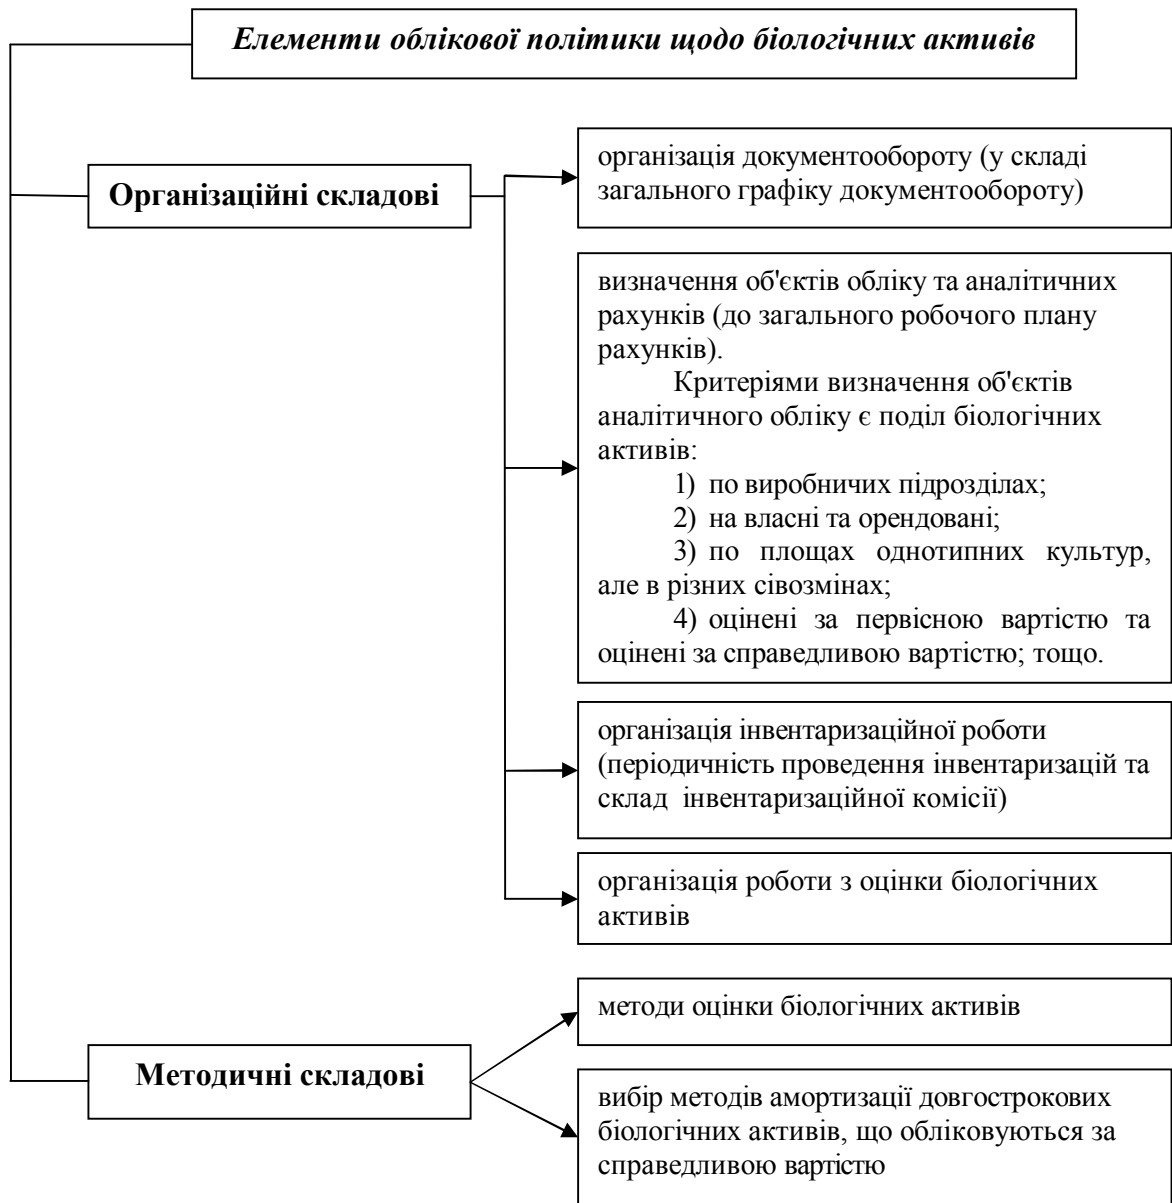 Елементи облікової політики щодо біологічних активів
Організаційні складові
організація документообороту (у складі
загального графіку документообороту)
визначення об'єктів обліку та аналітичних
рахунків (до загального робочого плану
рахунків).
Критеріями визначення об'єктів
аналітичного обліку є поділ біологічних
активів:
1) по виробничих підрозділах;
2) на власні та орендовані;
3) по площах однотипних культур,
але в різних сівозмінах;
4) оцінені за первісною вартістю та
оцінені за справедливою вартістю; тощо.
організація інвентаризаційної роботи
(періодичність проведення інвентаризацій та
склад інвентаризаційної комісії)
організація роботи з оцінки біологічних
активів
Методичні складові
методи оцінки біологічних активів
вибір методів амортизації довгострокових
біологічних активів, що обліковуються за
справедливою вартістю